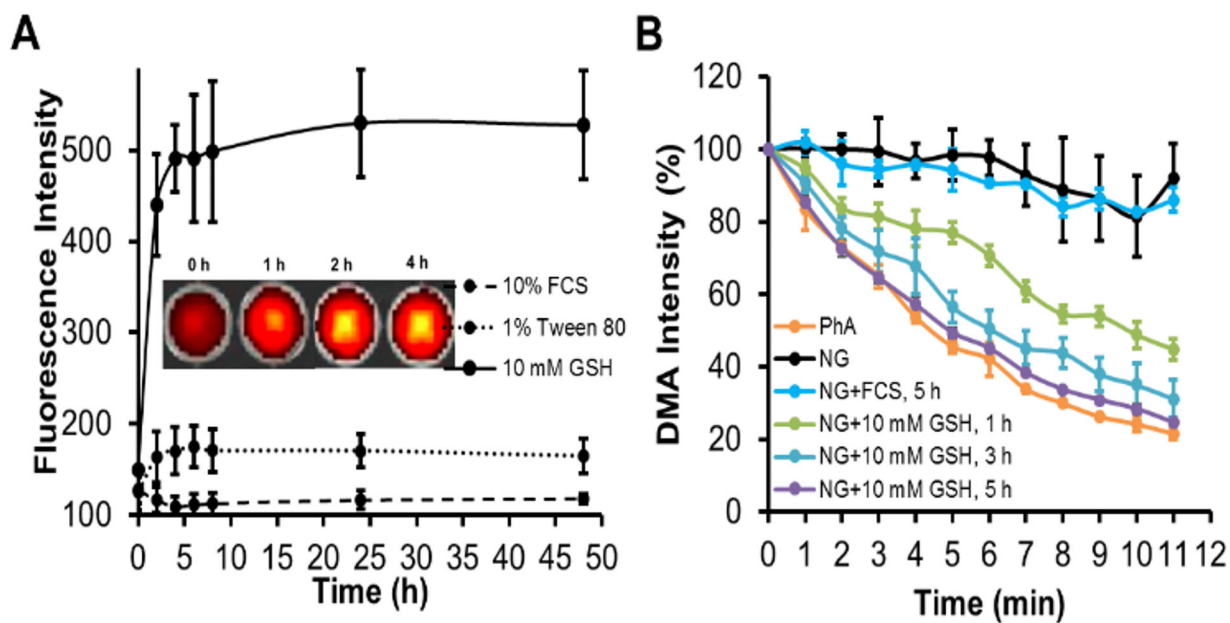 A
Fluorescence Intensity
500
400
300
200
100
0 h 1 h 2 h 4 h
10% FCS
1% Tween 80
10 mM GSH
0 5 10 15 20 25 30 35 40 45 50
Time (h)
B
DMA Intensity (%)
120
100
80
60
40
20
0
PhA
NG
NG+FCS, 5 h
NG+10 mM GSH, 1 h
NG+10 mM GSH, 3 h
NG+10 mM GSH, 5 h
0 1 2 3 4 5 6 7 8 9 10 11 12
Time (min)